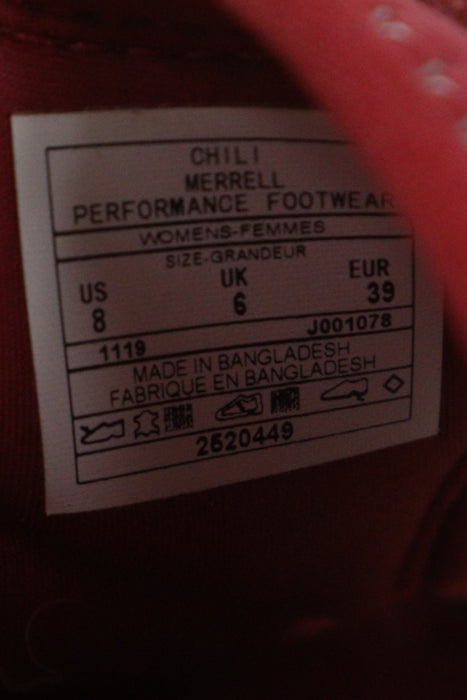 CHILI
MERRELL
PERFORMANCE FOOTWEAR
WOMENS-FEMMES
SIZE-GRANDEUR
US UK EUR
8 6 39
1119 J001078
MADE IN BANGLADESH
FABRIQUE EN BANGLADESH
2520449